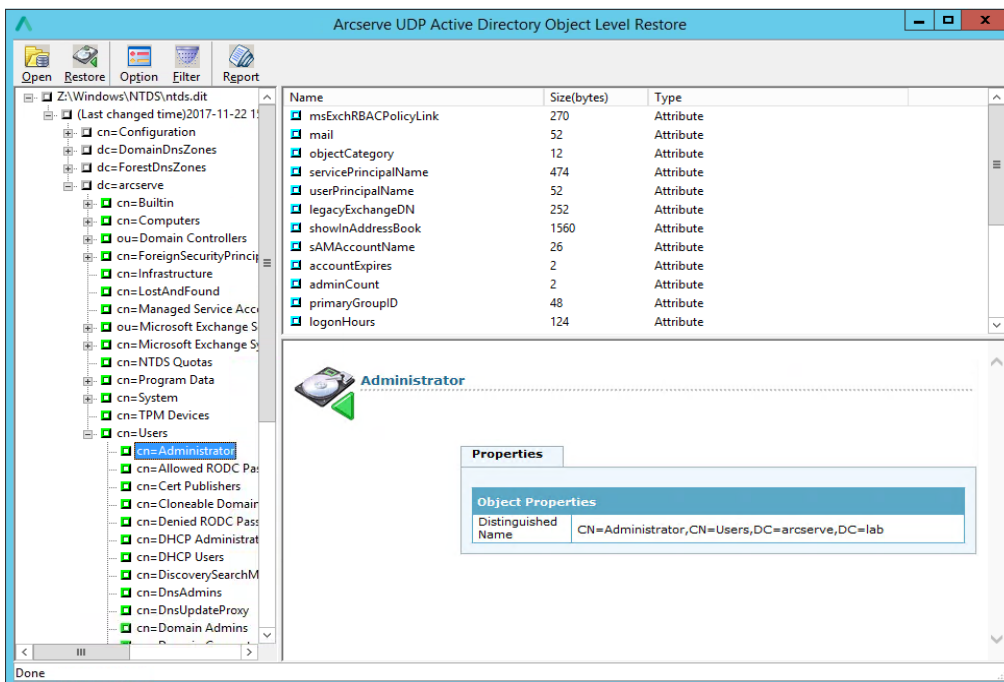 Arcserve UDP Active Directory Object Level Restore
Open Restore Option Filter Report
Z:\Windows\NTDS\ntds.dit
(Last changed time)2017-11-22 1
cn=Configuration
dc=DomainDnsZones
dc=ForestDnsZones
dc=arcserve
cn=Builtin
cn=Computers
ou=Domain Controllers
cn=ForeignSecurityPrincip
cn=Infrastructure
cn=LostAndFound
cn=Managed Service Acc
ou=Microsoft Exchange S
cn=Microsoft Exchange Sy
cn=NTDS Quotas
cn=Program Data
cn=System
cn=TPM Devices
cn=Users
cn=Administrator
cn=Allowed RODC Pas
cn=Cert Publishers
cn=Cloneable Domain
cn=Denied RODC Pass
cn=DHCP Administrat
cn=DHCP Users
cn=DiscoverySearchM
cn=DnsAdmins
cn=DnsUpdateProxy
cn=Domain Admins
Name Size(bytes) Type
msExchRBACPolicyLink 270 Attribute
mail 52 Attribute
objectCategory 12 Attribute
servicePrincipalName 474 Attribute
userPrincipalName 52 Attribute
legacyExchangeDN 252 Attribute
showInAddressBook 1560 Attribute
sAMAccountName 26 Attribute
accountExpires 2 Attribute
adminCount 2 Attribute
primaryGroupID 48 Attribute
logonHours 124 Attribute
Administrator
Properties
Object Properties
Distinguished
Name
CN=Administrator,CN=Users,DC=arcserve,DC=lab
Done